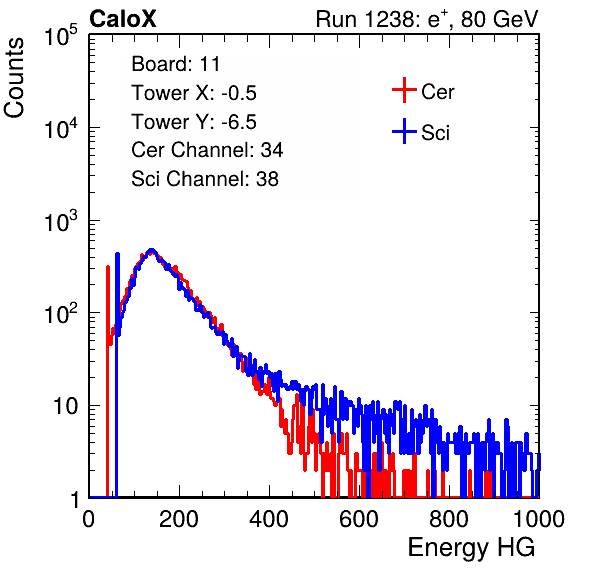 CaloX Run 1238: e⁺, 80 GeV
Counts
Board: 11
Tower X: -0.5
Tower Y: -6.5
Cer Channel: 34
Sci Channel: 38
Cer
Sci
10⁵
10⁴
10³
10²
10
1
0 200 400 600 800 1000
Energy HG